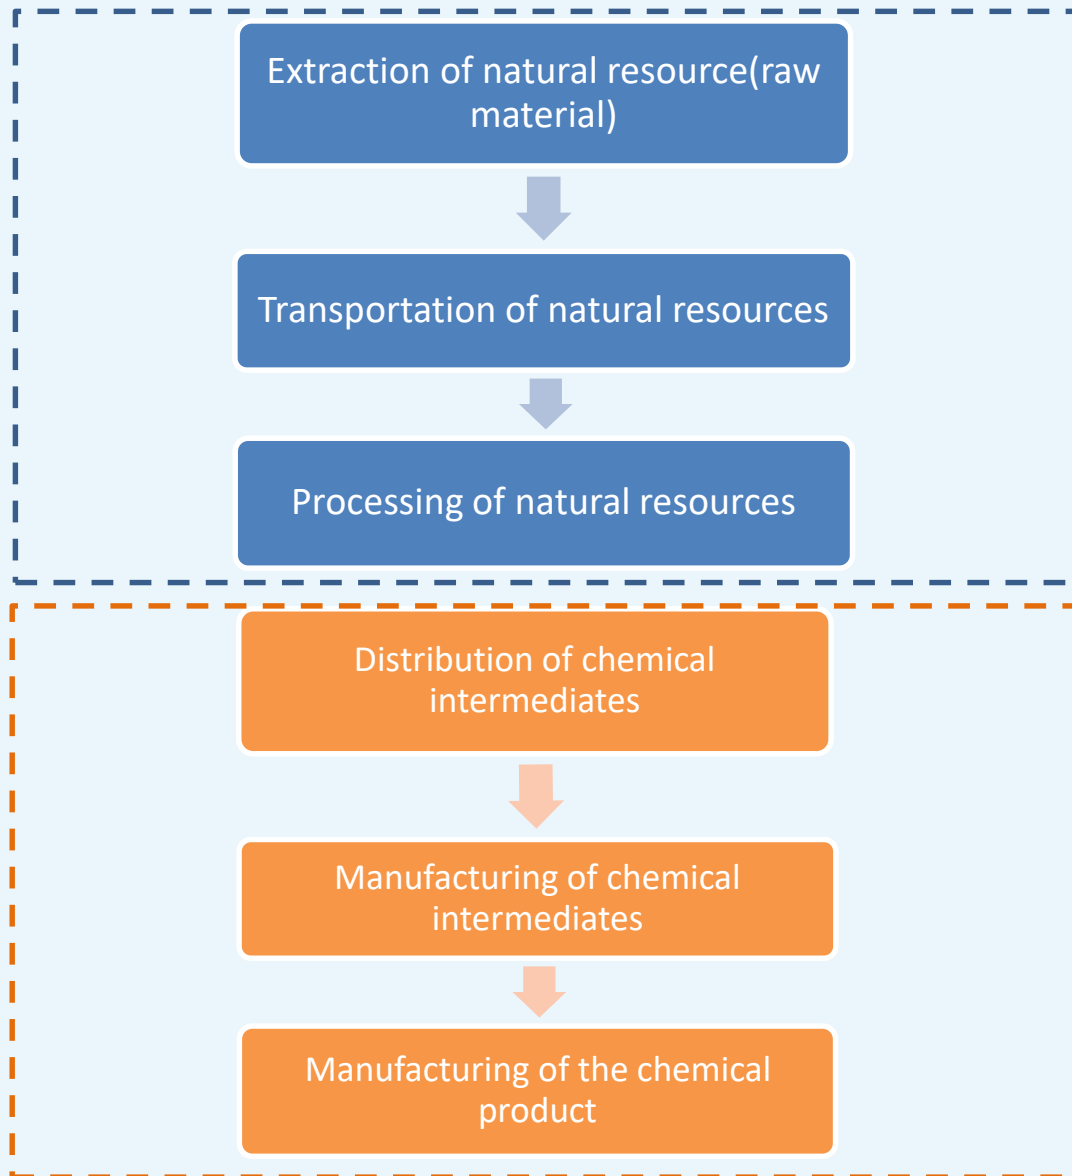 Extraction of natural resource(raw
material)
Transportation of natural resources
Processing of natural resources
Distribution of chemical
intermediates
Manufacturing of chemical
intermediates
Manufacturing of the chemical
product